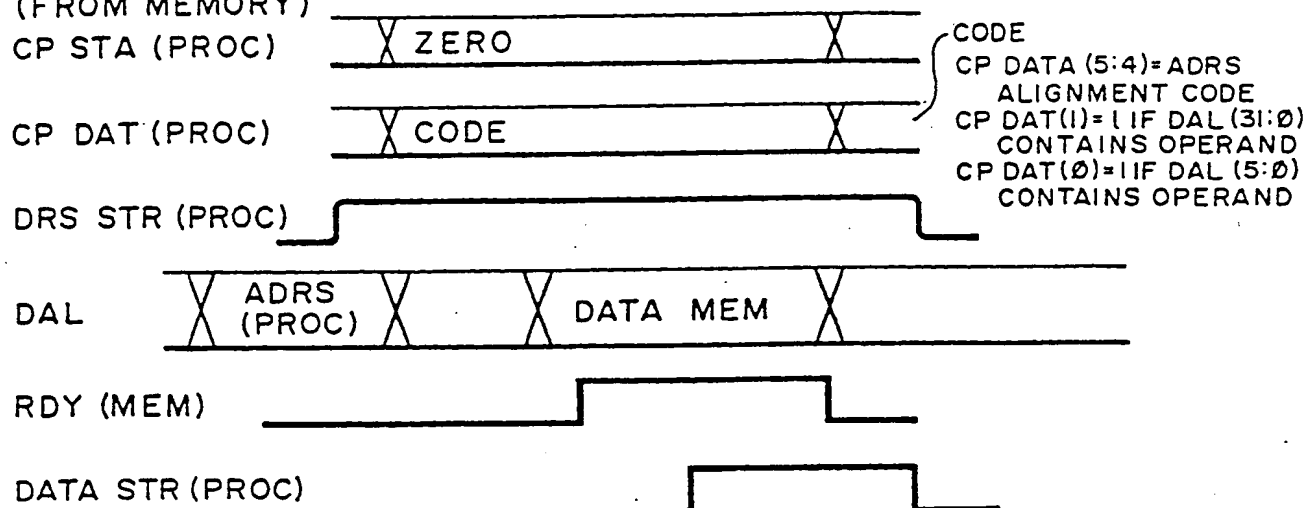 (FROM MEMORY)
CP STA (PROC)
ZERO
CODE
CP DATA (5:4)=ADRS
ALIGNMENT CODE
CP DAT(1)=1 IF DAL (31:0)
CONTAINS OPERAND
CP DAT(0)=1 IF DAL (5:0)
CONTAINS OPERAND
CP DAT (PROC)
CODE
DRS STR (PROC)
DAL
ADRS
(PROC)
DATA MEM
RDY (MEM)
DATA STR (PROC)